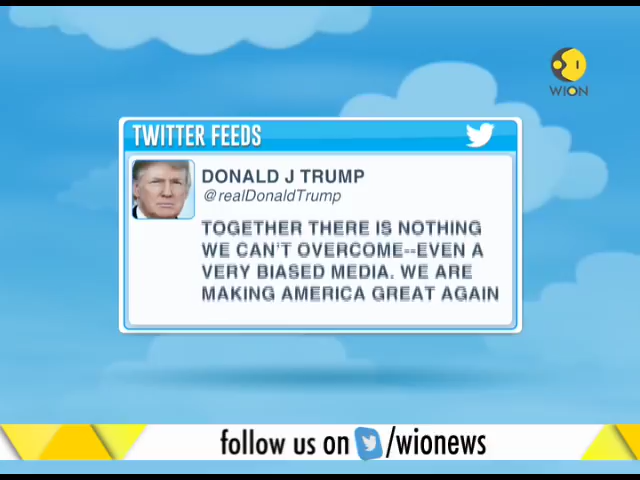 WION
TWITTER FEEDS
DONALD J TRUMP
@realDonaldTrump
TOGETHER THERE IS NOTHING
WE CAN'T OVERCOME--EVEN A
VERY BIASED MEDIA. WE ARE
MAKING AMERICA GREAT AGAIN
follow us on /wionews